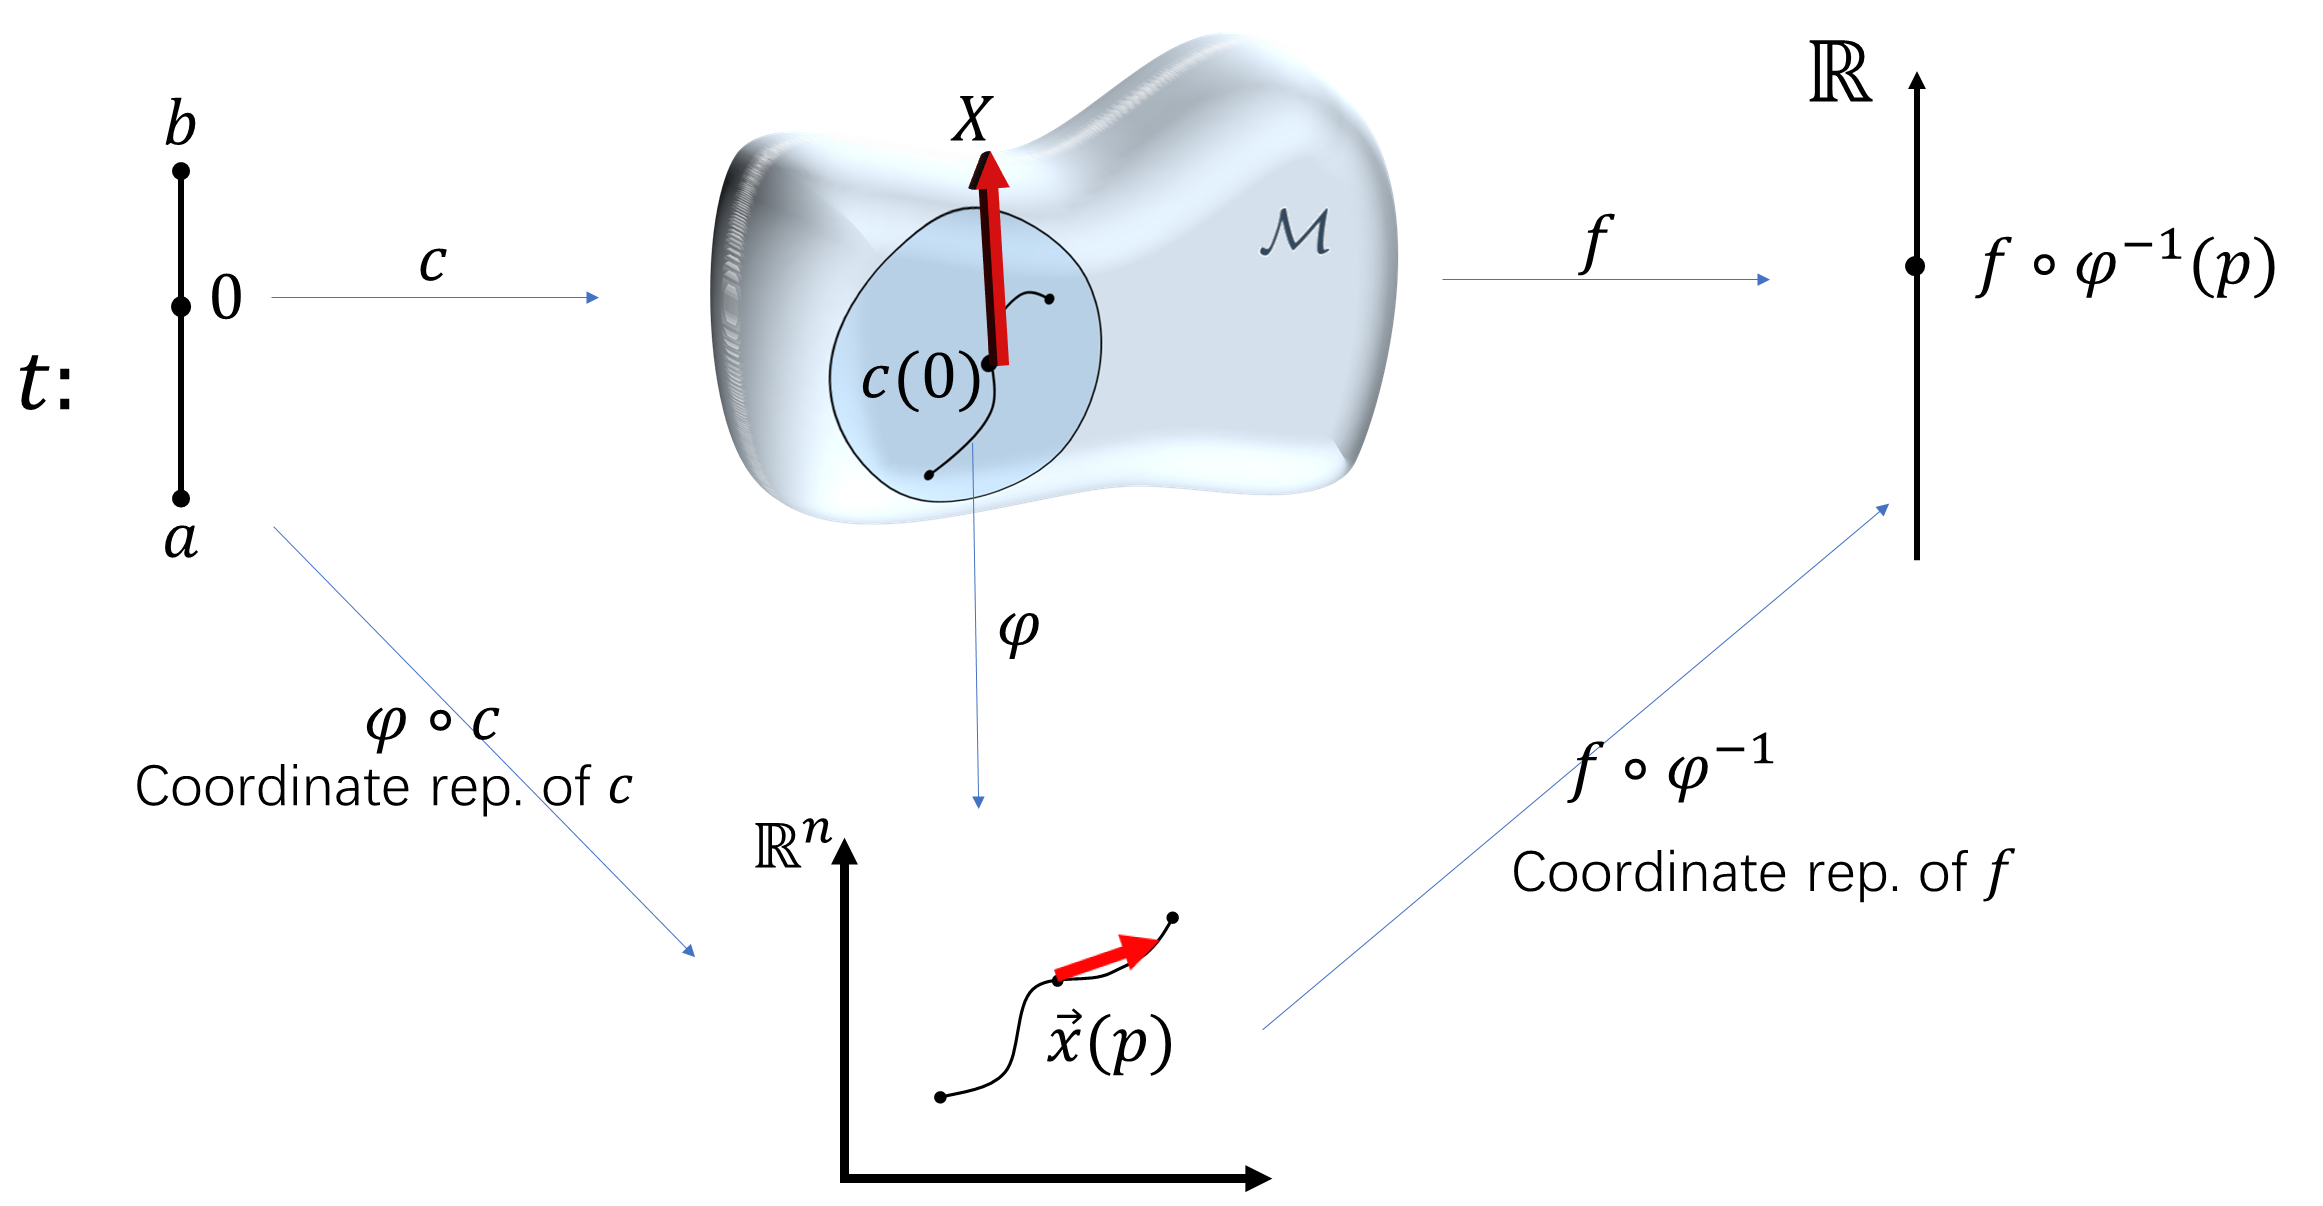 b
0
t:
a
c
X
c(0)
ℳ
f
ℝ
f ∘ φ⁻¹(p)
φ
φ ∘ c
Coordinate rep. of c
f ∘ φ⁻¹
Coordinate rep. of f
ℝⁿ
x⃗(p)